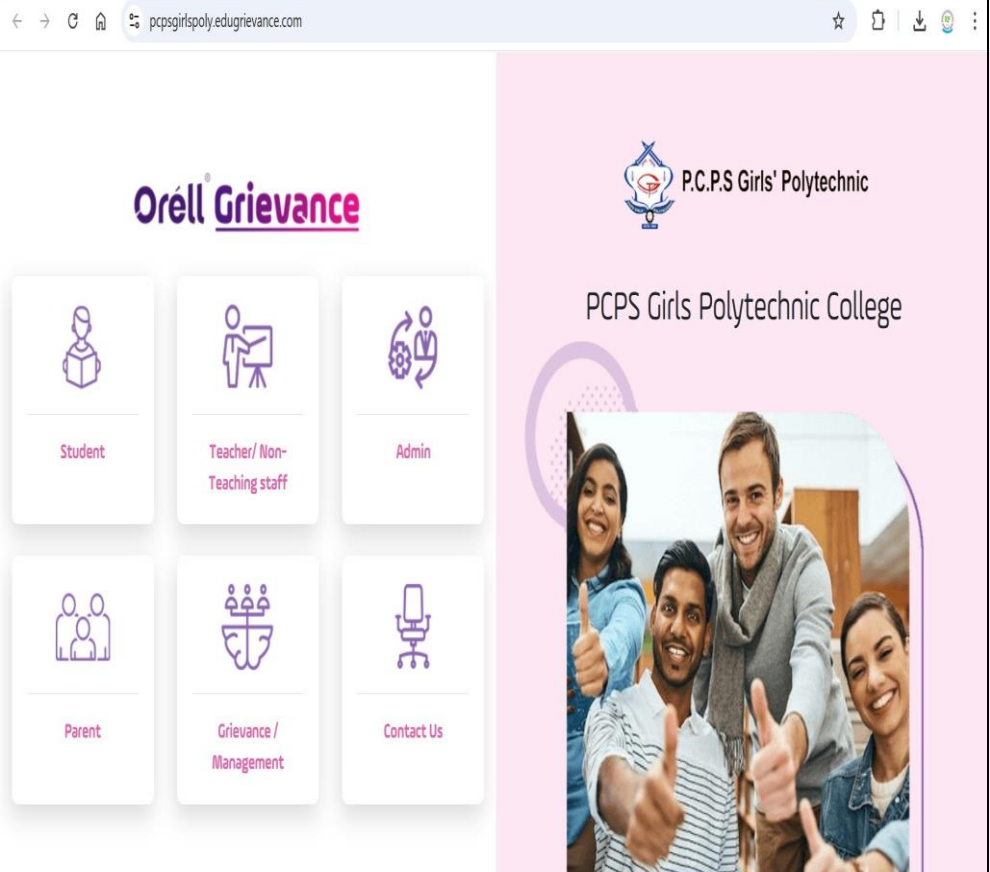 pcpsgirlspoly.edugrievance.com
Oréll® Grievance
Student
Teacher/ Non-
Teaching staff
Admin
Parent
Grievance /
Management
Contact Us
P.C.P.S Girls' Polytechnic
PCPS Girls Polytechnic College